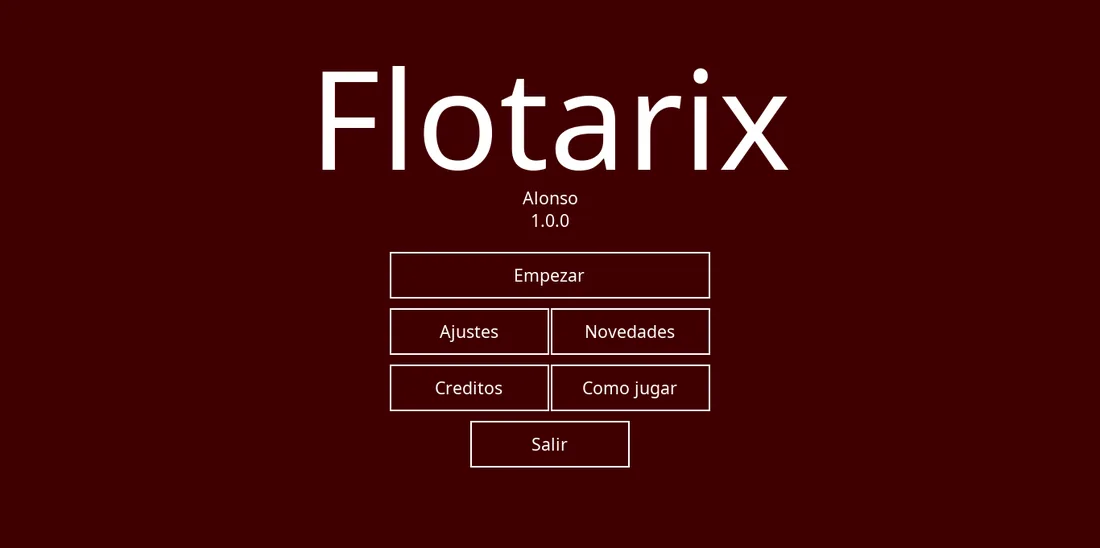 Flotarix
Alonso
1.0.0
Empezar
Ajustes Novedades
Creditos Como jugar
Salir